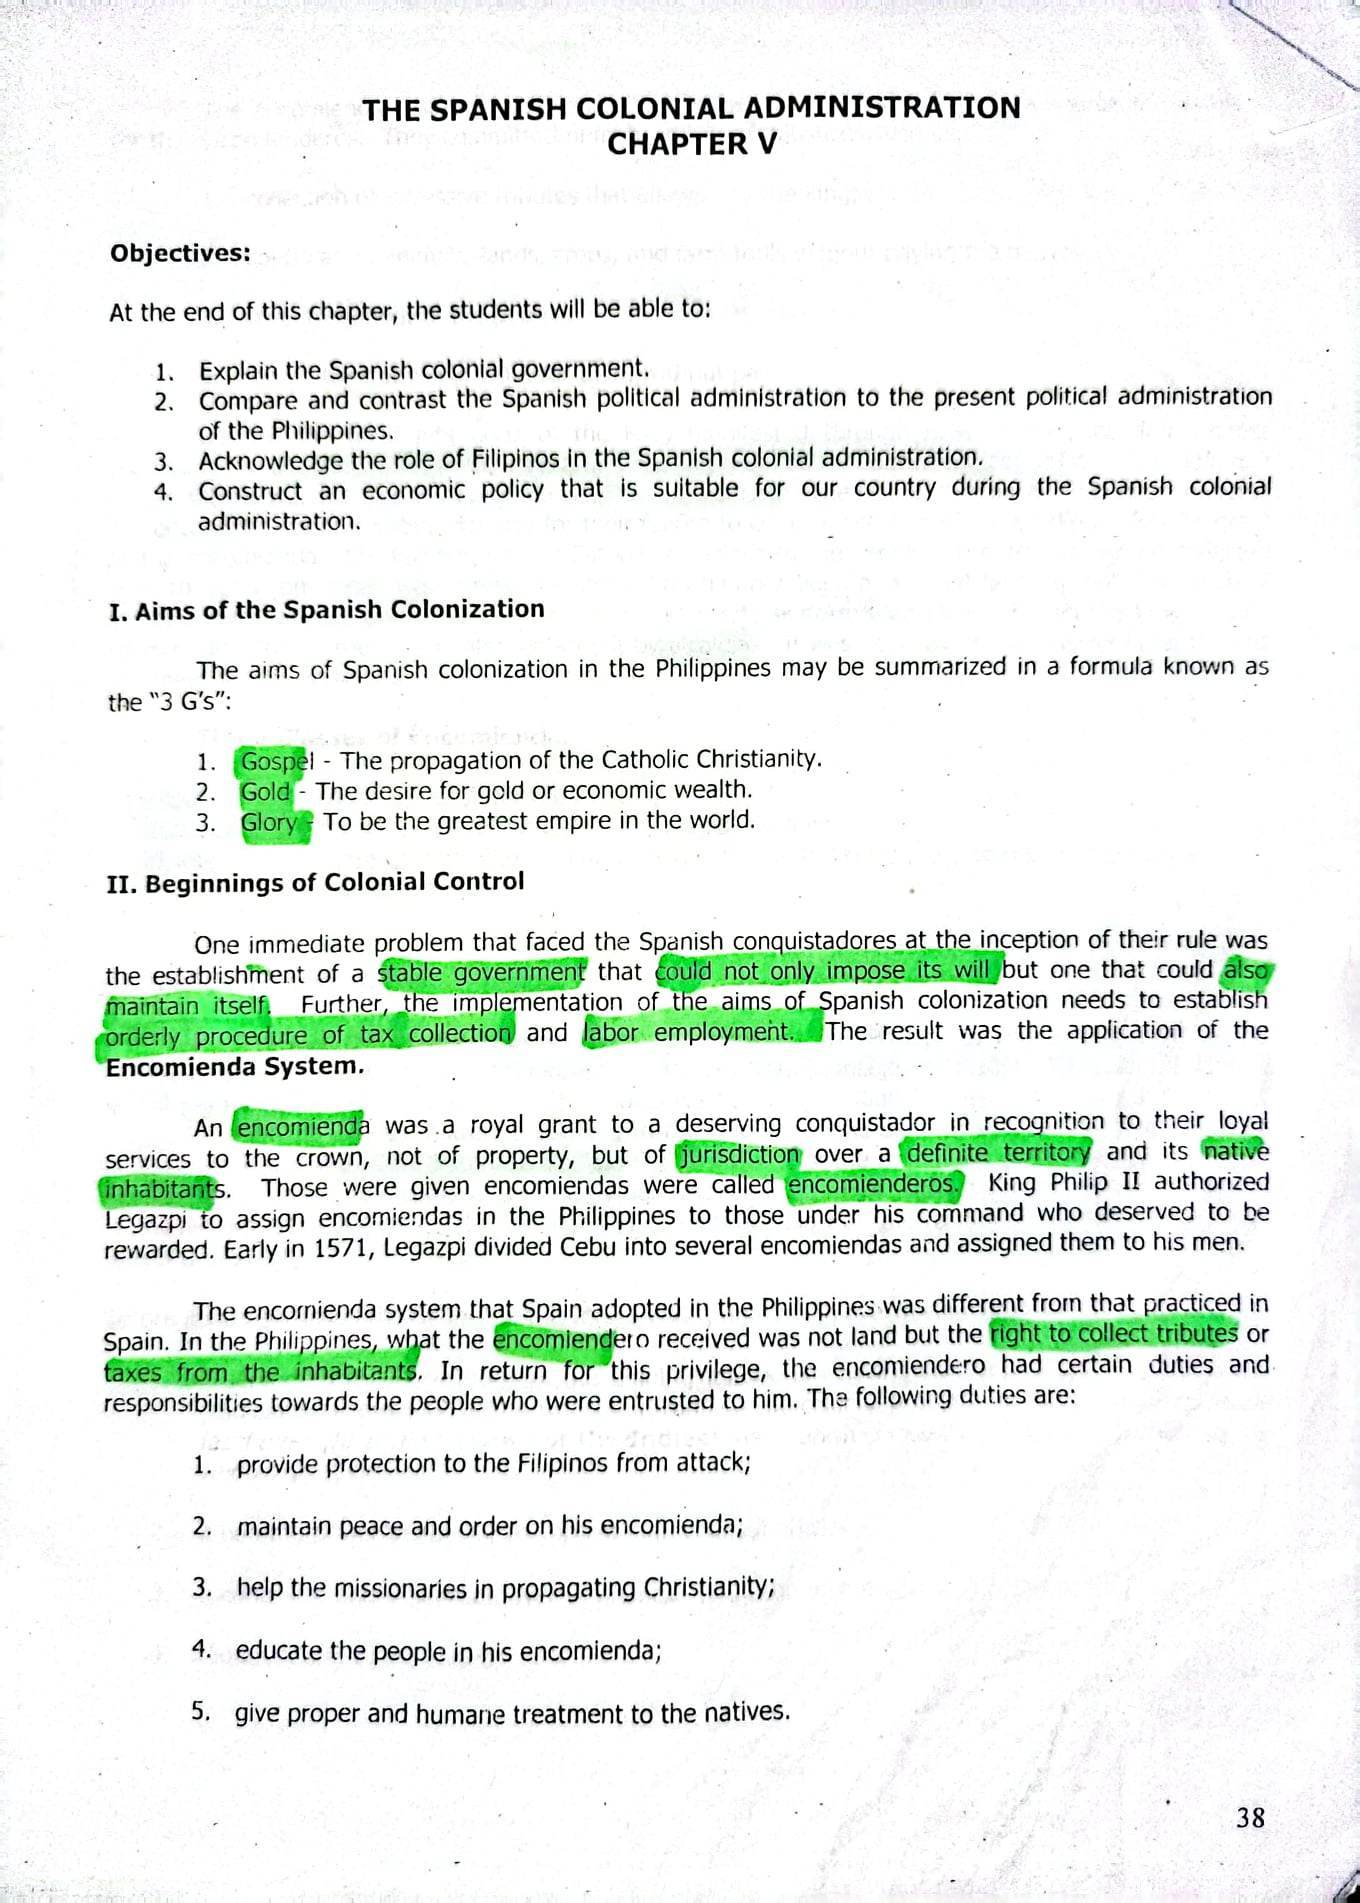 THE SPANISH COLONIAL ADMINISTRATION
CHAPTER V
Objectives:
At the end of this chapter, the students will be able to:
1. Explain the Spanish colonial government.
2. Compare and contrast the Spanish political administration to the present political administration
of the Philippines.
3. Acknowledge the role of Filipinos in the Spanish colonial administration.
4. Construct an economic policy that is suitable for our country during the Spanish colonial
administration.
I. Aims of the Spanish Colonization
The aims of Spanish colonization in the Philippines may be summarized in a formula known as
the "3 G's":
1. Gospel - The propagation of the Catholic Christianity.
2. Gold - The desire for gold or economic wealth.
3. Glory - To be the greatest empire in the world.
II. Beginnings of Colonial Control
One immediate problem that faced the Spanish conquistadores at the inception of their rule was
the establishment of a stable government that could not only impose its will but one that could also
maintain itself. Further, the implementation of the aims of Spanish colonization needs to establish
orderly procedure of tax collection and labor employment. The result was the application of the
Encomienda System.
An encomienda was a royal grant to a deserving conquistador in recognition to their loyal
services to the crown, not of property, but of jurisdiction over a definite territory and its native
inhabitants. Those were given encomiendas were called encomienderos. King Philip II authorized
Legazpi to assign encomiendas in the Philippines to those under his command who deserved to be
rewarded. Early in 1571, Legazpi divided Cebu into several encomiendas and assigned them to his men.
The encomienda system that Spain adopted in the Philippines was different from that practiced in
Spain. In the Philippines, what the encomiendero received was not land but the right to collect tributes or
taxes from the inhabitants. In return for this privilege, the encomiendero had certain duties and
responsibilities towards the people who were entrusted to him. The following duties are:
1. provide protection to the Filipinos from attack;
2. maintain peace and order on his encomienda;
3. help the missionaries in propagating Christianity;
4. educate the people in his encomienda;
5. give proper and humane treatment to the natives.
38